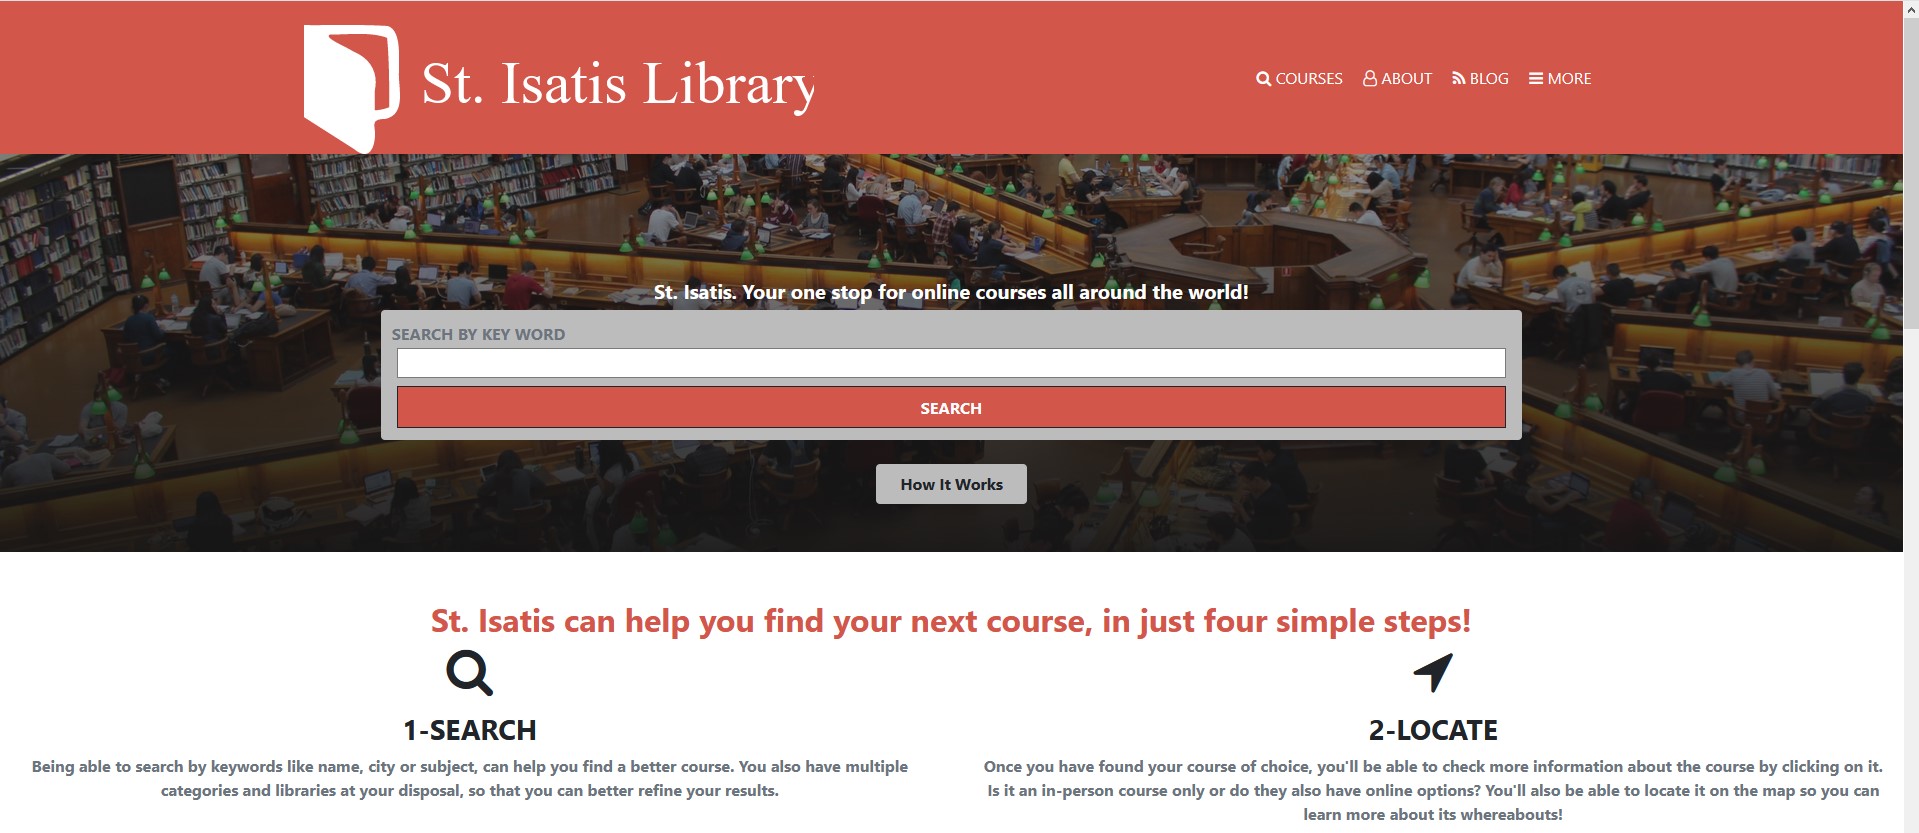 St. Isatis Library
COURSES ABOUT BLOG MORE
St. Isatis. Your one stop for online courses all around the world!
SEARCH BY KEY WORD
SEARCH
How It Works
St. Isatis can help you find your next course, in just four simple steps!
1-SEARCH
Being able to search by keywords like name, city or subject, can help you find a better course. You also have multiple
categories and libraries at your disposal, so that you can better refine your results.
2-LOCATE
Once you have found your course of choice, you'll be able to check more information about the course by clicking on it.
Is it an in-person course only or do they also have online options? You'll also be able to locate it on the map so you can
learn more about its whereabouts!